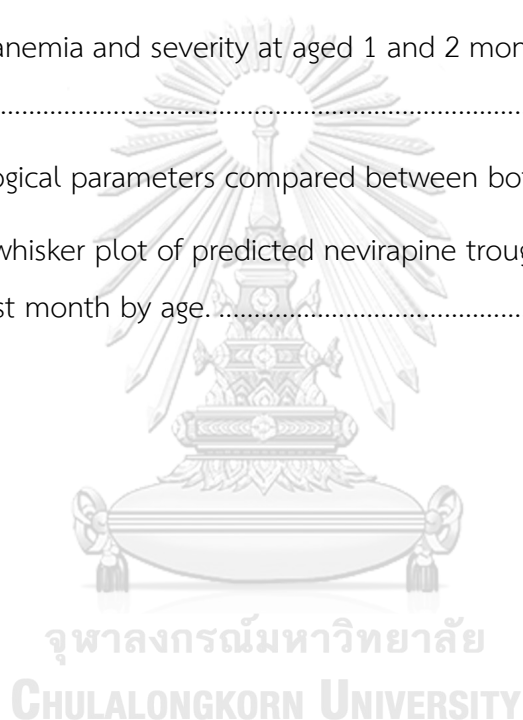 anemia and severity at aged 1 and 2 mon
................................................................................
ogical parameters compared between bot
whisker plot of predicted nevirapine troug
st month by age. ..............................................
จุฬาลงกรณ์มหาวิทยาลัย
CHULALONGKORN UNIVERSITY